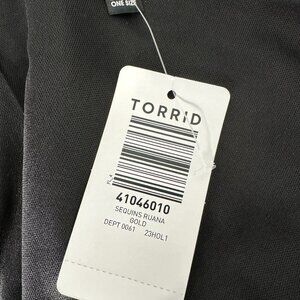 ONE SIZE
TORRID
41046010
SEQUINS RUANA
GOLD
DEPT 0061 23HOL1